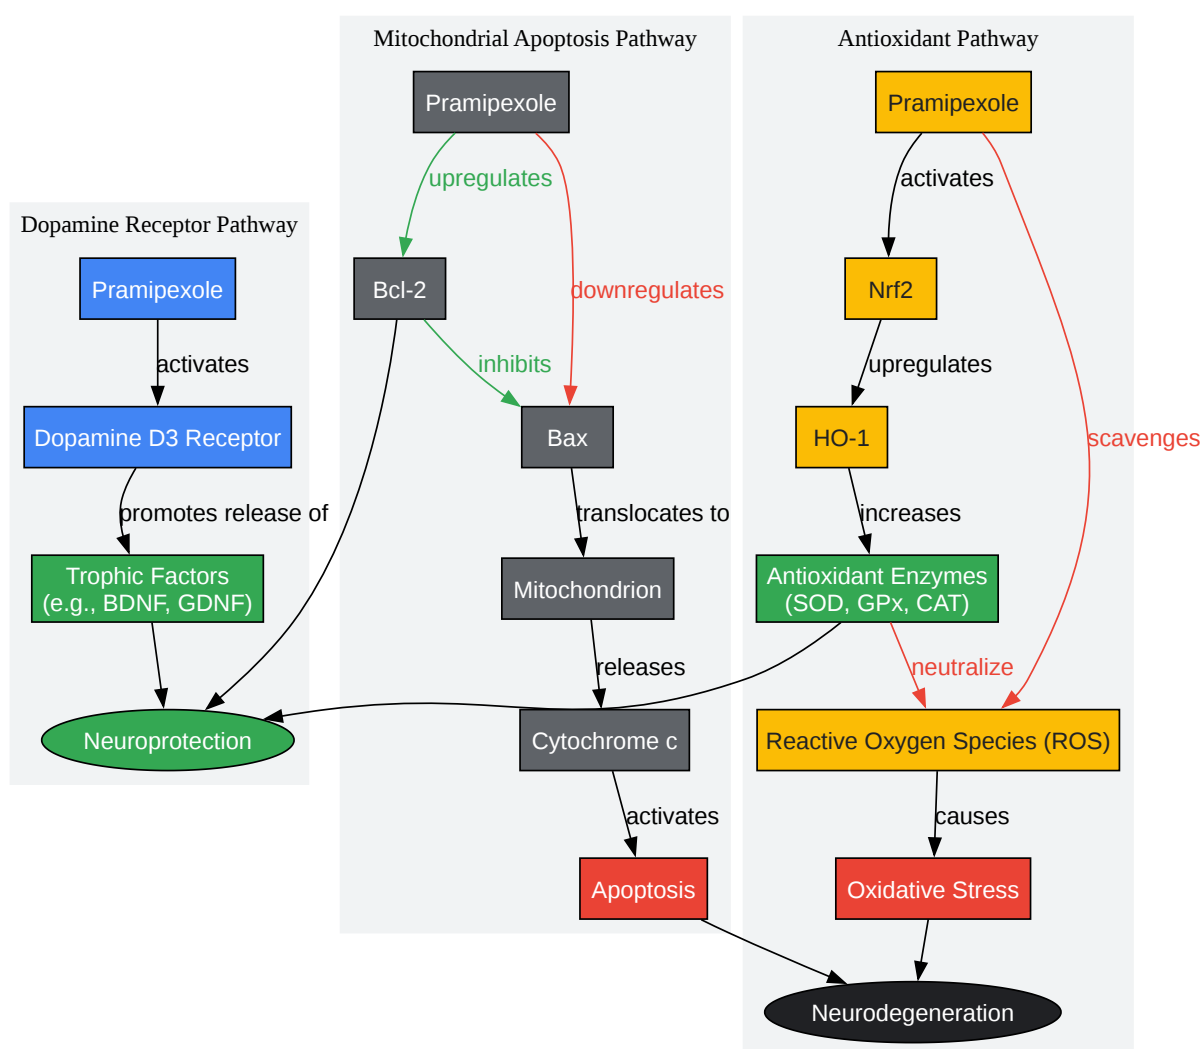 Mitochondrial Apoptosis Pathway
Antioxidant Pathway
Pramipexole
Pramipexole
upregulates
activates
Dopamine Receptor Pathway
Pramipexole
Bcl-2
downregulates
Nrf2
activates
inhibits
upregulates
Dopamine D3 Receptor
Bax
HO-1
scavenges
promotes release of
translocates to
increases
Trophic Factors
(e.g., BDNF, GDNF)
Mitochondrion
Antioxidant Enzymes
(SOD, GPx, CAT)
releases
neutralize
Neuroprotection
Cytochrome c
Reactive Oxygen Species (ROS)
activates
causes
Apoptosis
Oxidative Stress
Neurodegeneration